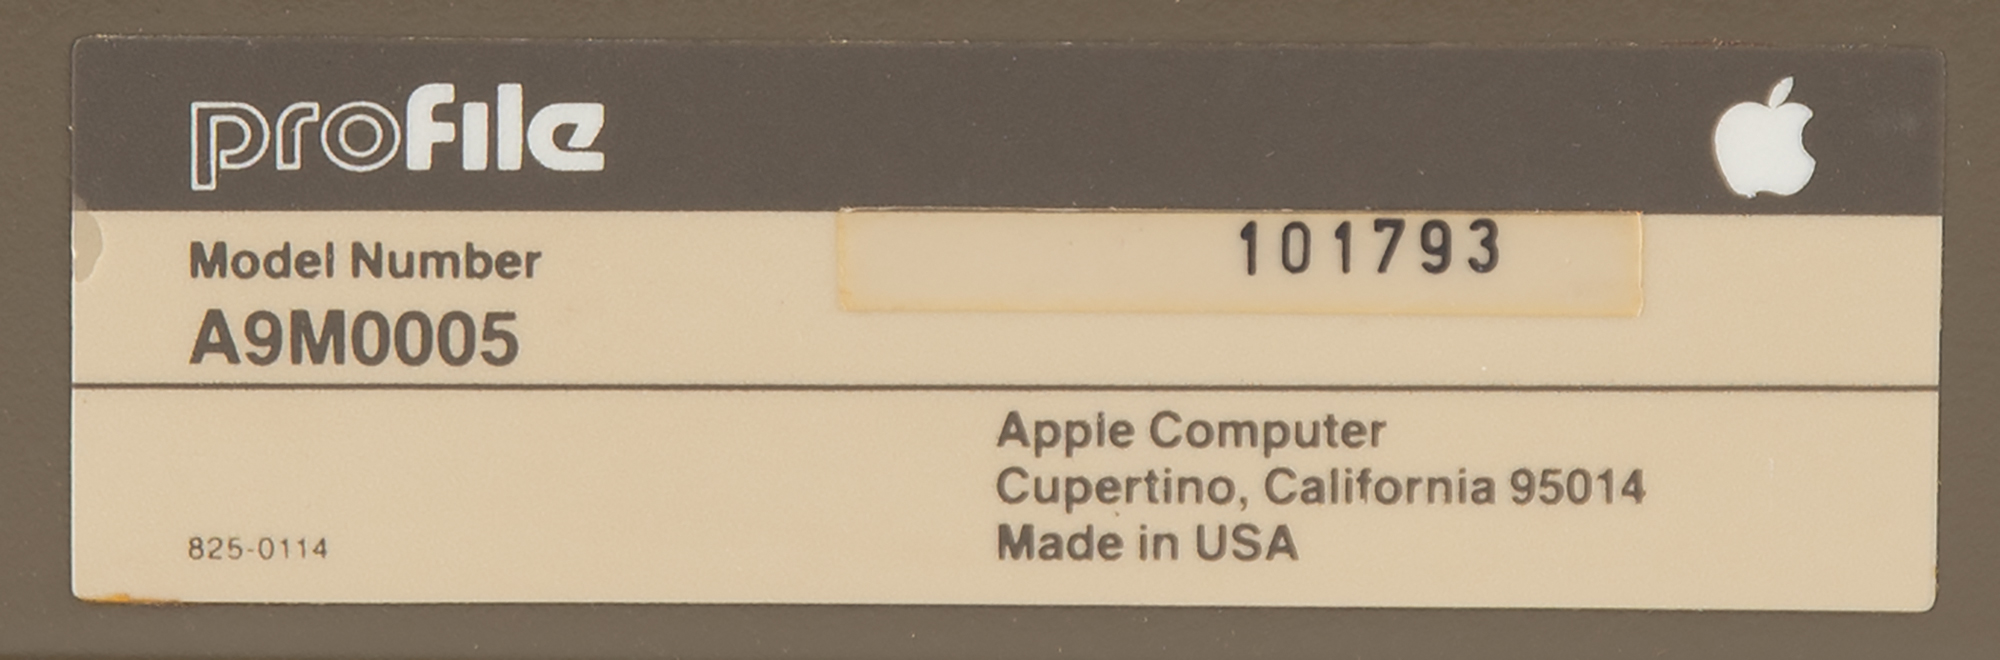 profile
Model Number
101793
A9M0005
Apple Computer
Cupertino, California 95014
Made in USA
825-0114